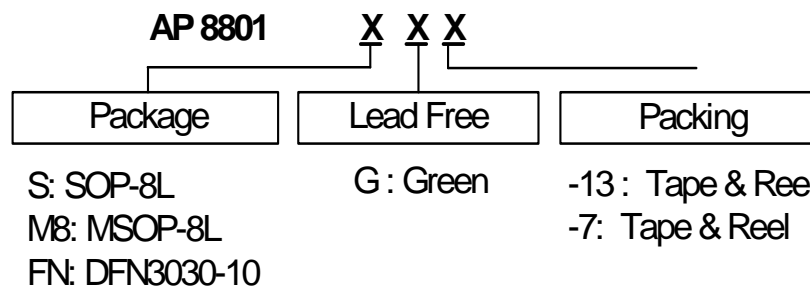 AP 8801 X X X
Package Lead Free Packing
S: SOP-8L G : Green -13 : Tape & Ree
M8: MSOP-8L -7: Tape & Reel
FN: DFN3030-10